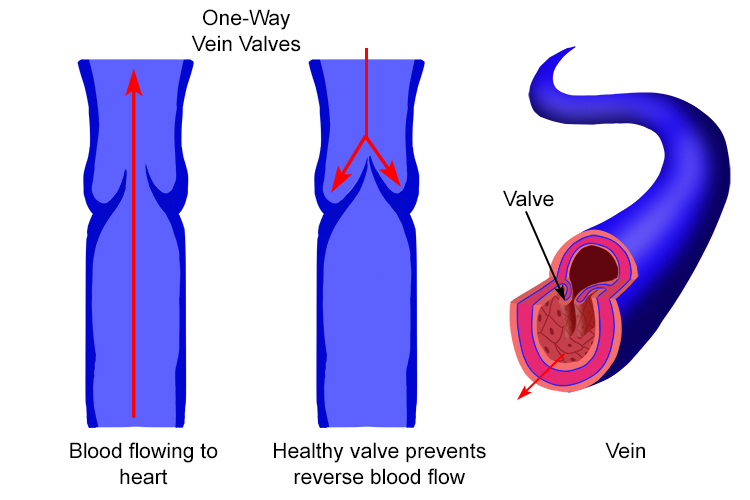 One-Way
Vein Valves
Valve
Blood flowing to
heart
Healthy valve prevents
reverse blood flow
Vein